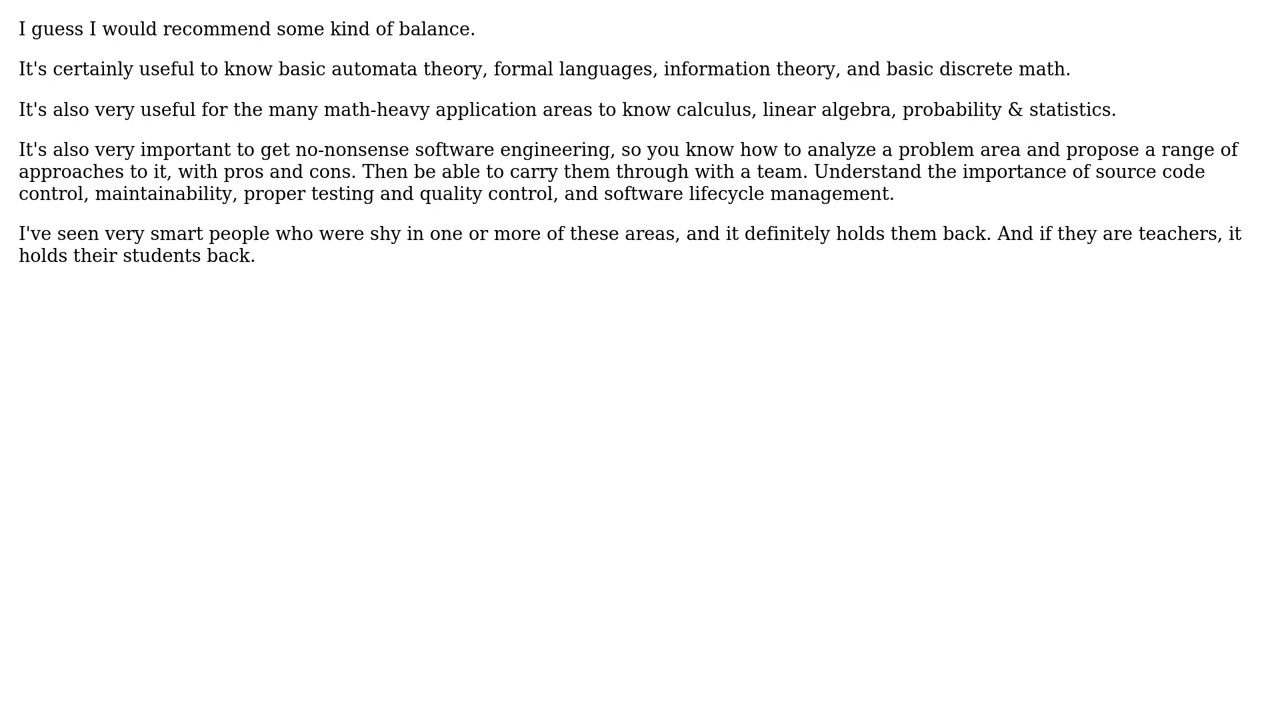 I guess I would recommend some kind of balance.
It's certainly useful to know basic automata theory, formal languages, information theory, and basic discrete math.
It's also very useful for the many math-heavy application areas to know calculus, linear algebra, probability & statistics.
It's also very important to get no-nonsense software engineering, so you know how to analyze a problem area and propose a range of
approaches to it, with pros and cons. Then be able to carry them through with a team. Understand the importance of source code
control, maintainability, proper testing and quality control, and software lifecycle management.
I've seen very smart people who were shy in one or more of these areas, and it definitely holds them back. And if they are teachers, it
holds their students back.